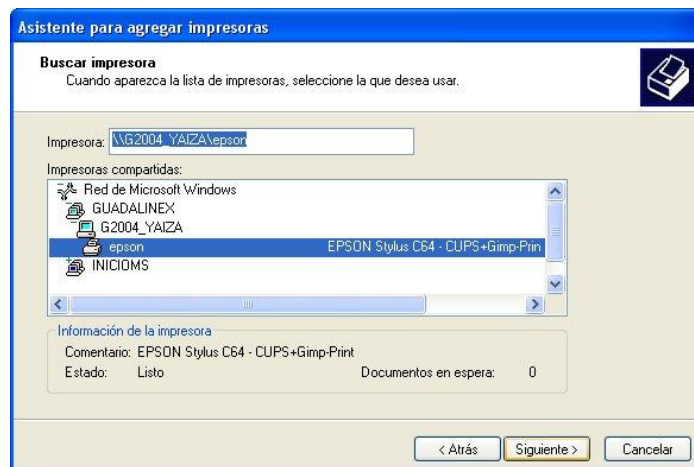 Asistente para agregar impresoras
Buscar impresora
Cuando aparezca la lista de impresoras, seleccione la que desea usar.
Impresora: \\G2004_YAIZA\epson
Impresoras compartidas:
Red de Microsoft Windows
GUADALINEX
G2004_YAIZA
epson EPSON Stylus C64 - CUPS+Gimp-Prin
INICIOMS
Información de la impresora
Comentario: EPSON Stylus C64 - CUPS+Gimp-Print
Estado: Listo Documentos en espera: 0
< Atrás Siguiente > Cancelar